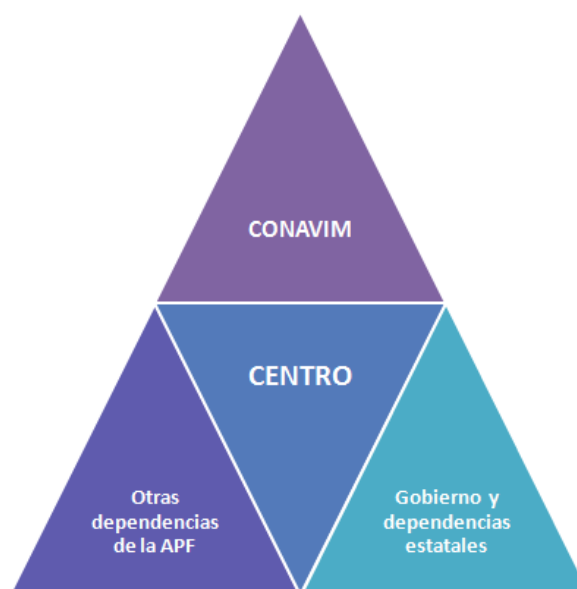 CONAVIM
CENTRO
Otras
dependencias
de la APF
Gobierno y
dependencias
estatales